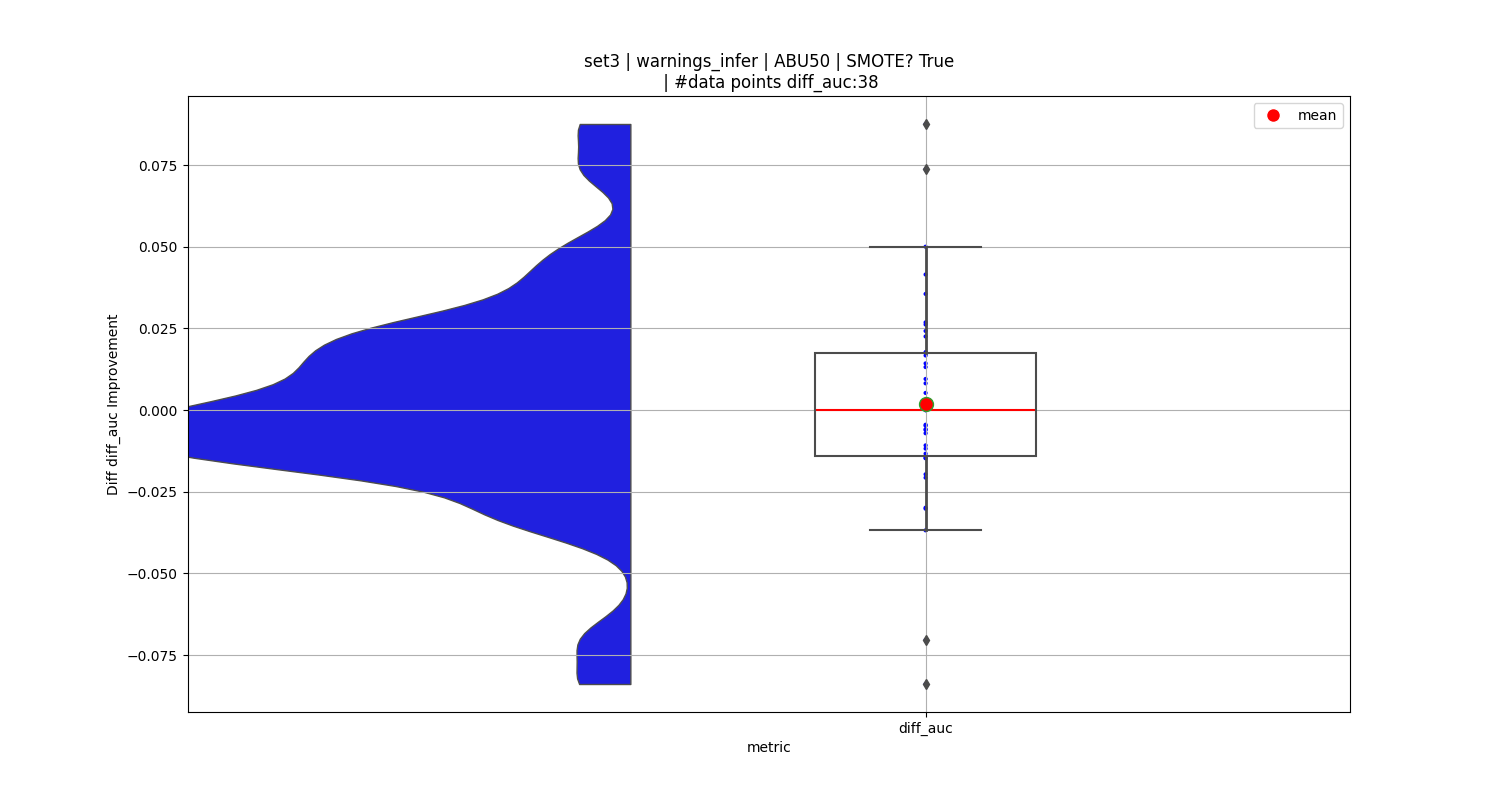 set3 | warnings_infer | ABU50 | SMOTE? True
| #data points diff_auc:38
mean
0.075
0.050
0.025
0.000
−0.025
−0.050
−0.075
Diff diff_auc Improvement
diff_auc
metric